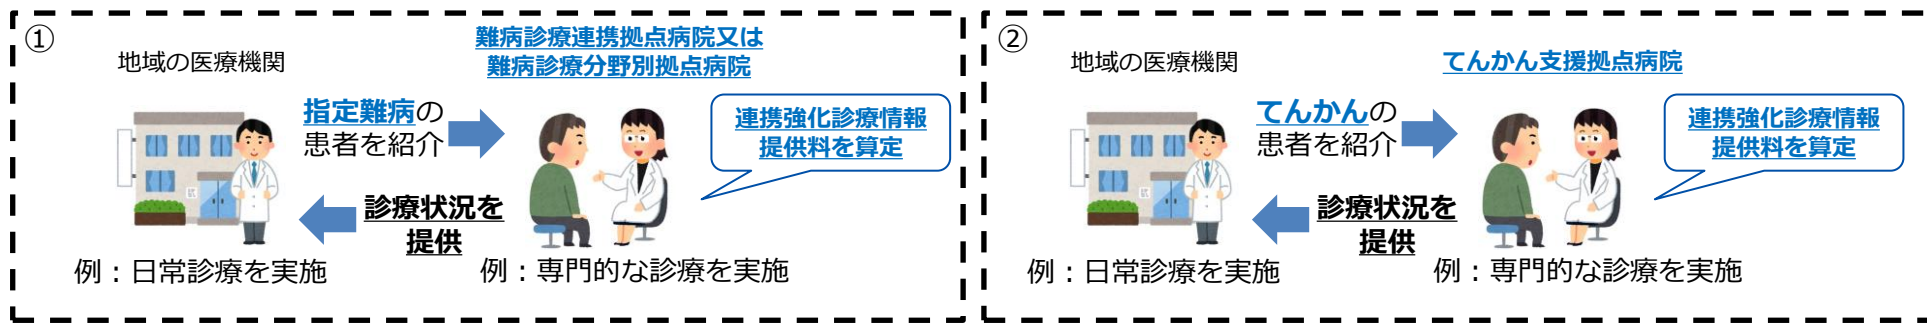 ①
地域の医療機関
難病診療連携拠点病院又は
難病診療分野別拠点病院
指定難病の
患者を紹介
連携強化診療情報
提供料を算定
診療状況を
提供
例：日常診療を実施
例：専門的な診療を実施
②
地域の医療機関
てんかん支援拠点病院
てんかんの
患者を紹介
連携強化診療情報
提供料を算定
診療状況を
提供
例：日常診療を実施
例：専門的な診療を実施